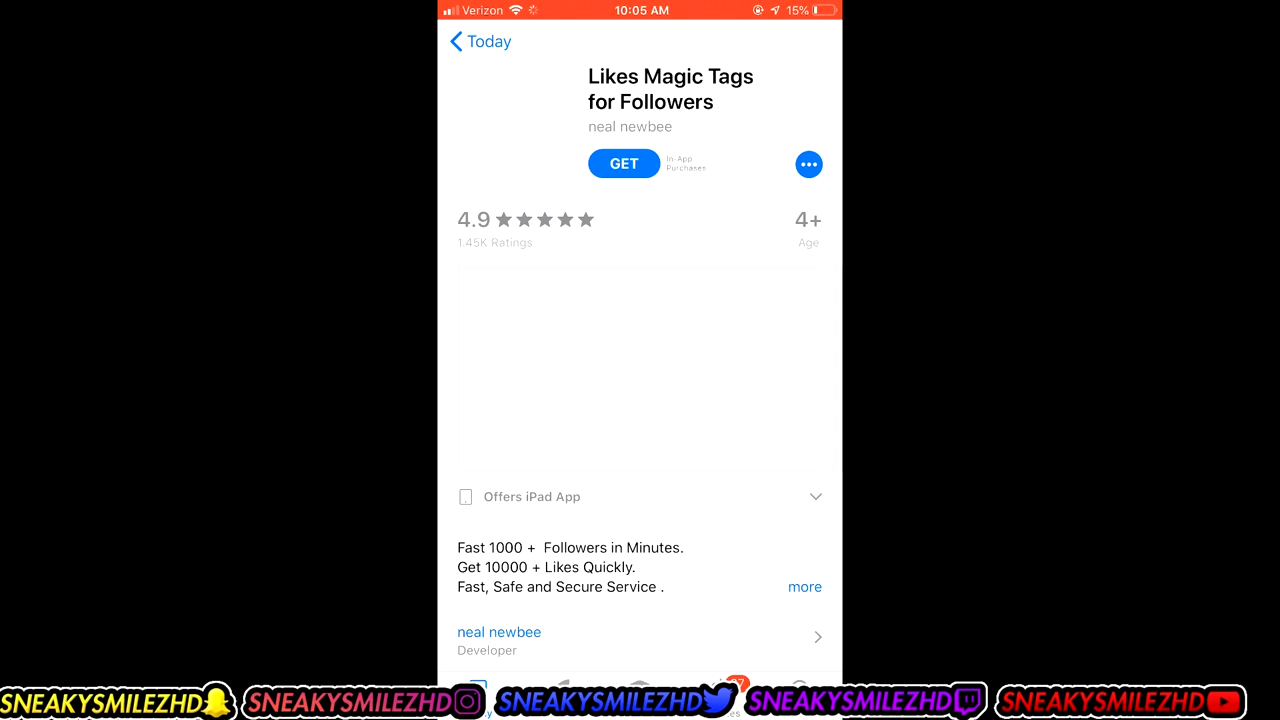 Verizon 10:05 AM 15%
Today
Likes Magic Tags
for Followers
neal newbee
GET
In-App
Purchases
4.9
4+
1.45K Ratings
Age
Offers iPad App
Fast 1000 +  Followers in Minutes.
Get 10000 + Likes Quickly.
Fast, Safe and Secure Service .
more
neal newbee
Developer
SNEAKYSMILEZHD SNEAKYSMILEZHD SNEAKYSMILEZHD SNEAKYSMILEZHD SNEAKYSMILEZHD